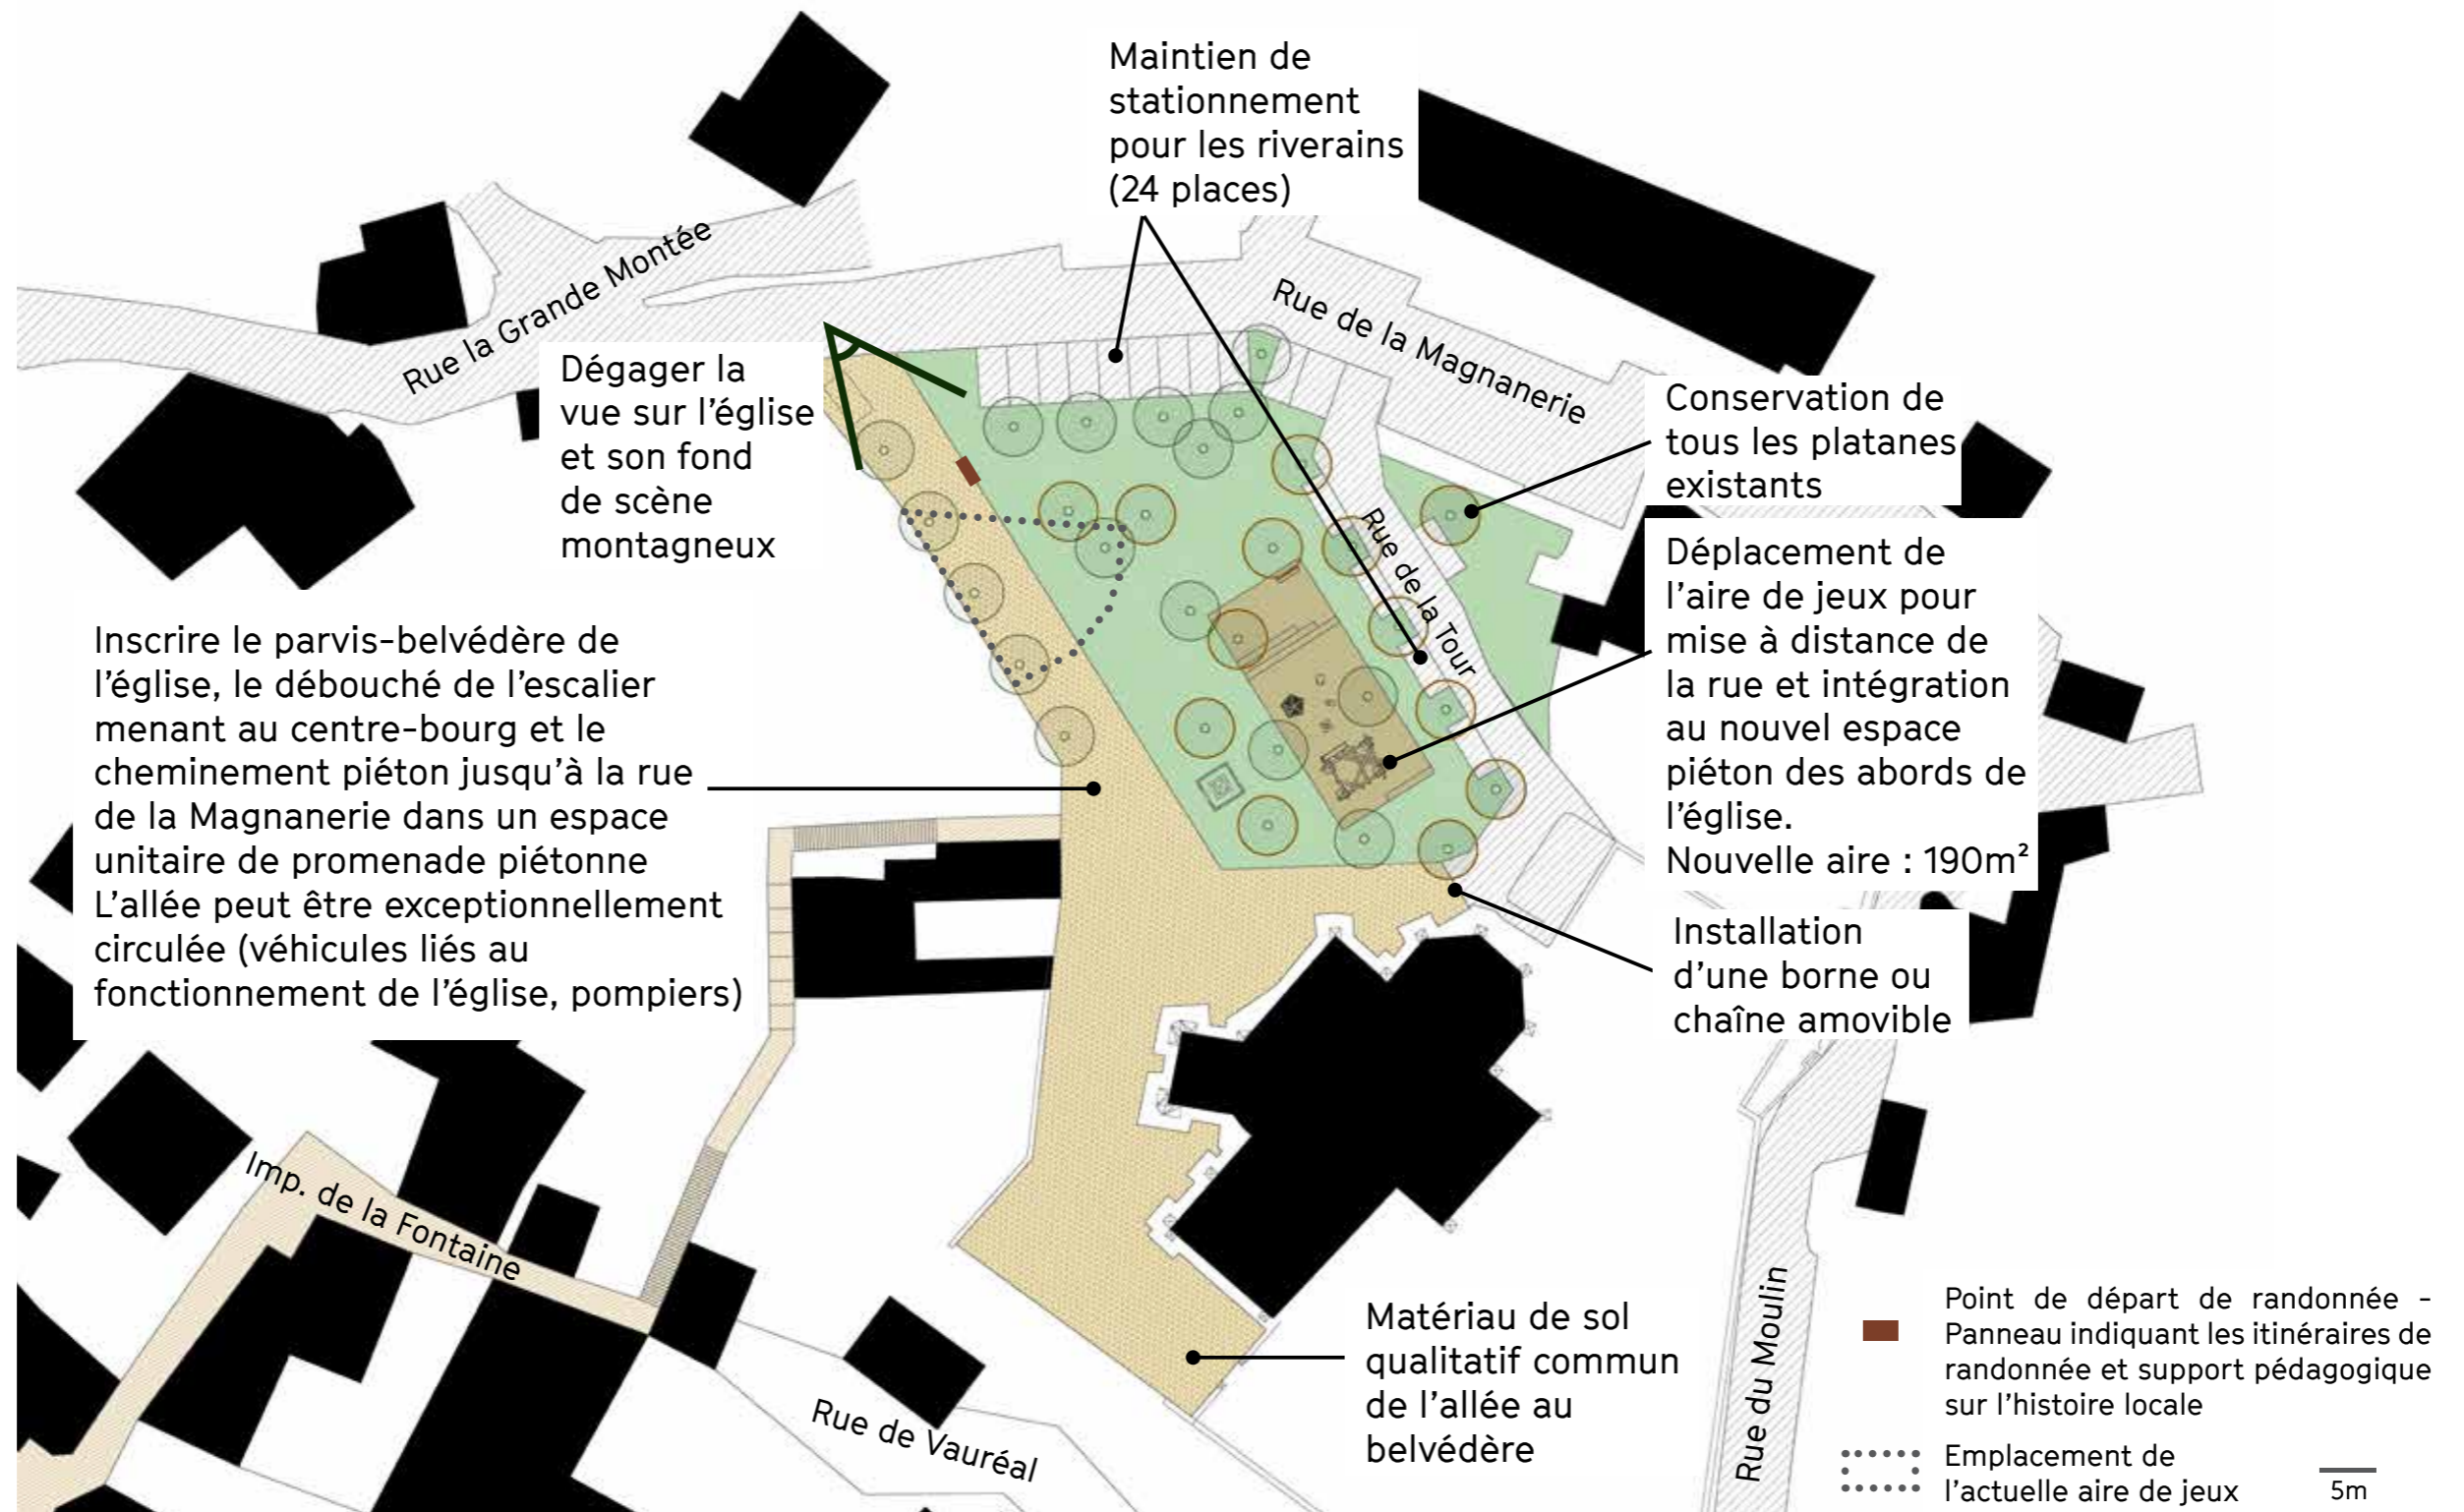 Maintien de
stationnement
pour les riverains
(24 places)
Rue la Grande Montée
Rue de la Magnanerie
Dégager la
vue sur l'église
et son fond
de scène
montagneux
Conservation de
tous les platanes
existants
Rue de la Tour
Déplacement de
l'aire de jeux pour
mise à distance de
la rue et intégration
au nouvel espace
piéton des abords de
l'église.
Nouvelle aire : 190m²
Inscrire le parvis-belvédère de
l'église, le débouché de l'escalier
menant au centre-bourg et le
cheminement piéton jusqu'à la rue
de la Magnanerie dans un espace
unitaire de promenade piétonne
L'allée peut être exceptionnellement
circulée (véhicules liés au
fonctionnement de l'église, pompiers)
Installation
d'une borne ou
chaîne amovible
Imp. de la Fontaine
Matériau de sol
qualitatif commun
de l'allée au
belvédère
Rue de Vauréal
Rue du Moulin
Point de départ de randonnée -
Panneau indiquant les itinéraires de
randonnée et support pédagogique
sur l'histoire locale
Emplacement de
l'actuelle aire de jeux
5m